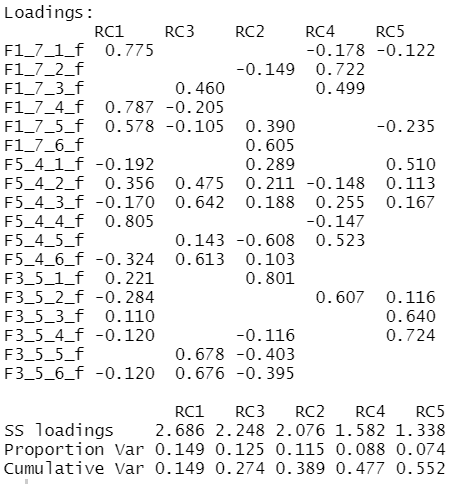 Loadings:
          RC1    RC3    RC2    RC4    RC5
F1_7_1_f  0.775                -0.178 -0.122
F1_7_2_f                -0.149  0.722
F1_7_3_f         0.460          0.499
F1_7_4_f  0.787 -0.205
F1_7_5_f  0.578 -0.105  0.390        -0.235
F1_7_6_f                0.605
F5_4_1_f -0.192         0.289         0.510
F5_4_2_f  0.356  0.475  0.211 -0.148  0.113
F5_4_3_f -0.170  0.642  0.188  0.255  0.167
F5_4_4_f  0.805               -0.147
F5_4_5_f         0.143 -0.608  0.523
F5_4_6_f -0.324  0.613  0.103
F3_5_1_f  0.221         0.801
F3_5_2_f -0.284                0.607  0.116
F3_5_3_f  0.110                       0.640
F3_5_4_f -0.120        -0.116         0.724
F3_5_5_f         0.678 -0.403
F3_5_6_f -0.120  0.676 -0.395
                 RC1   RC3   RC2   RC4   RC5
SS loadings    2.686 2.248 2.076 1.582 1.338
Proportion Var 0.149 0.125 0.115 0.088 0.074
Cumulative Var 0.149 0.274 0.389 0.477 0.552